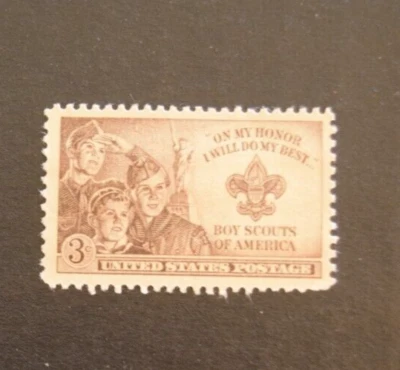 "ON MY HONOR
I WILL DO MY BEST..."
BOY SCOUTS
OF AMERICA
3¢
UNITED STATES POSTAGE